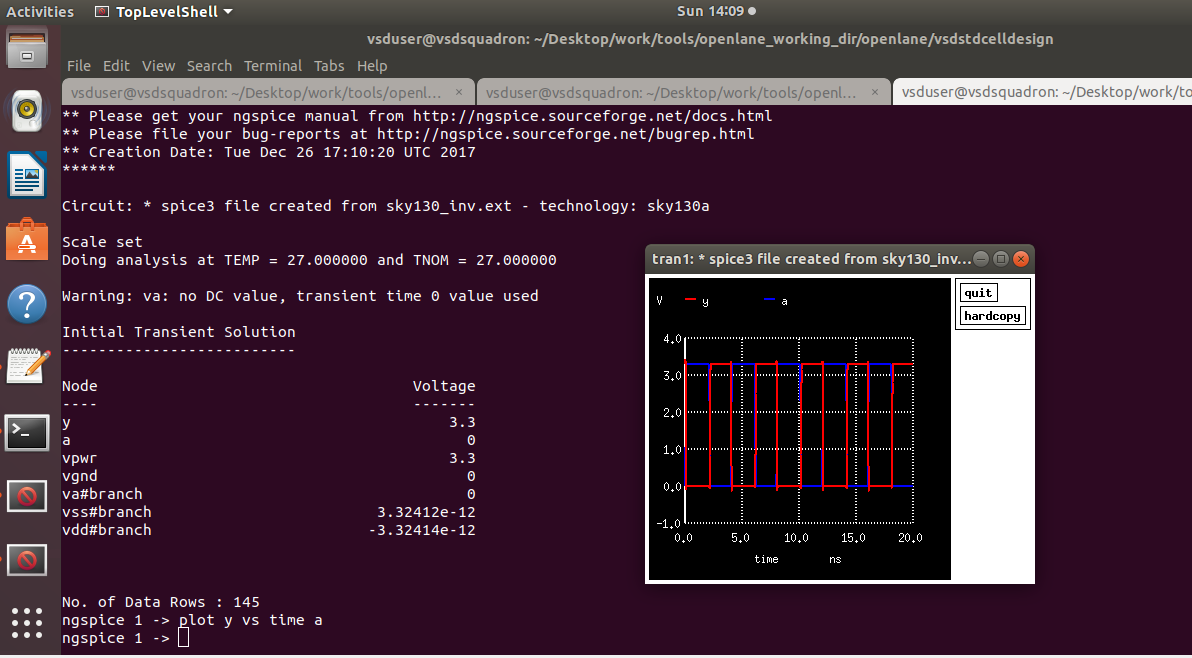 Activities TopLevelShell Sun 14:09
vsduser@vsdsquadron: ~/Desktop/work/tools/openlane_working_dir/openlane/vsdstdcelldesign
File Edit View Search Terminal Tabs Help
vsduser@vsdsquadron: ~/Desktop/work/tools/openl... × vsduser@vsdsquadron: ~/Desktop/work/tools/openl... × vsduser@vsdsquadron: ~/Desktop/work/to
** Please get your ngspice manual from http://ngspice.sourceforge.net/docs.html
** Please file your bug-reports at http://ngspice.sourceforge.net/bugrep.html
** Creation Date: Tue Dec 26 17:10:20 UTC 2017
******
Circuit: * spice3 file created from sky130_inv.ext - technology: sky130a
Scale set
Doing analysis at TEMP = 27.000000 and TNOM = 27.000000
Warning: va: no DC value, transient time 0 value used
Initial Transient Solution
--------------------------
Node Voltage
---- -------
y 3.3
a 0
vpwr 3.3
vgnd 0
va#branch 0
vss#branch 3.32412e-12
vdd#branch -3.32414e-12
No. of Data Rows : 145
ngspice 1 -> plot y vs time a
ngspice 1 ->
tran1: * spice3 file created from sky130_inv...
quit
hardcopy
V y a
4.0
3.0
2.0
1.0
0.0
-1.0
0.0 5.0 10.0 15.0 20.0
time ns